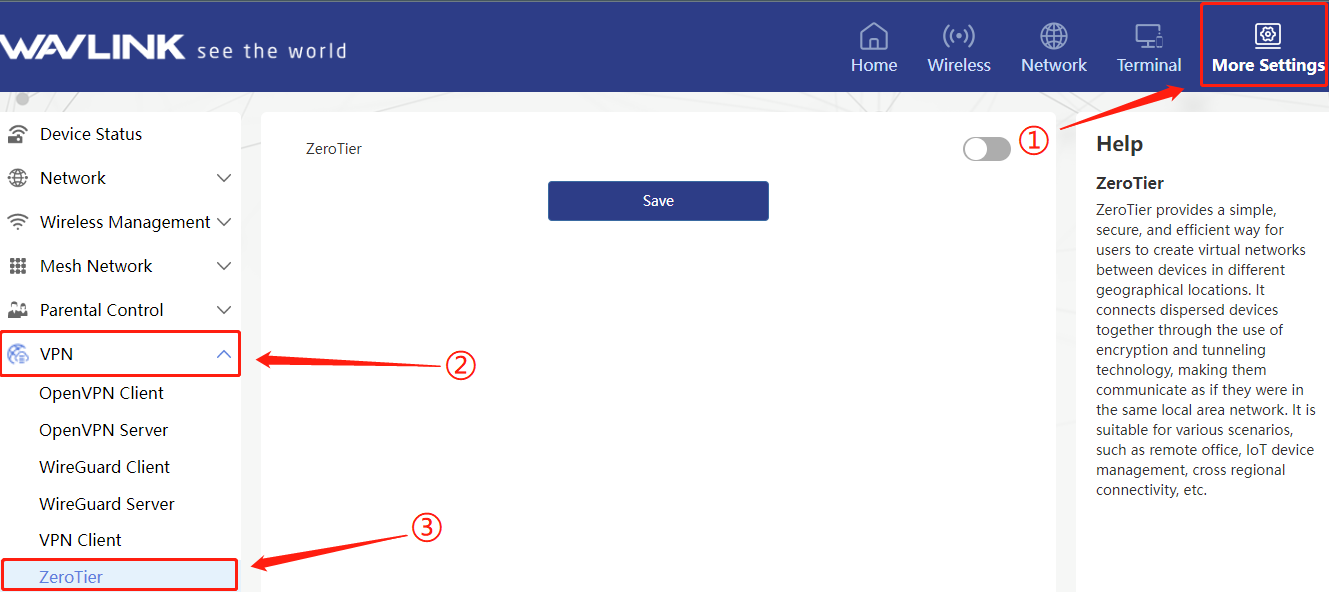 WAVLINK see the world
Home
Wireless
Network
Terminal
More Settings
①
Device Status
Network
Wireless Management
Mesh Network
Parental Control
VPN
②
OpenVPN Client
OpenVPN Server
WireGuard Client
WireGuard Server
VPN Client
③
ZeroTier
ZeroTier
Save
Help
ZeroTier
ZeroTier provides a simple,
secure, and efficient way for
users to create virtual networks
between devices in different
geographical locations. It
connects dispersed devices
together through the use of
encryption and tunneling
technology, making them
communicate as if they were in
the same local area network. It is
suitable for various scenarios,
such as remote office, IoT device
management, cross regional
connectivity, etc.